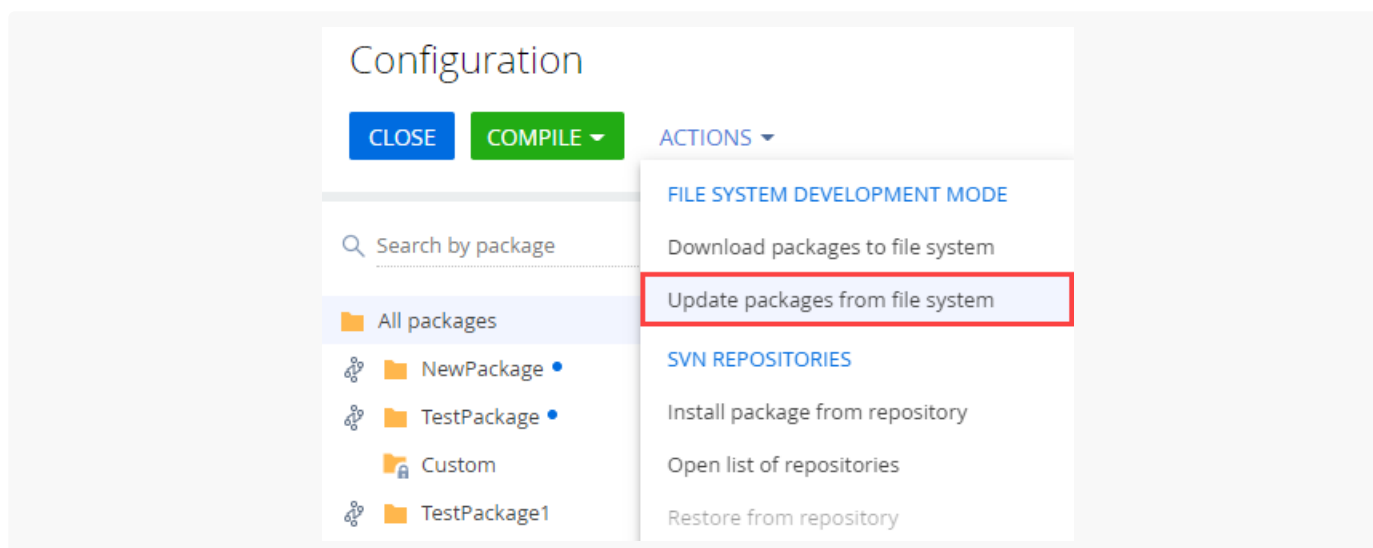 Configuration
CLOSE
COMPILE
ACTIONS
Search by package
All packages
NewPackage
TestPackage
Custom
TestPackage1
FILE SYSTEM DEVELOPMENT MODE
Download packages to file system
Update packages from file system
SVN REPOSITORIES
Install package from repository
Open list of repositories
Restore from repository